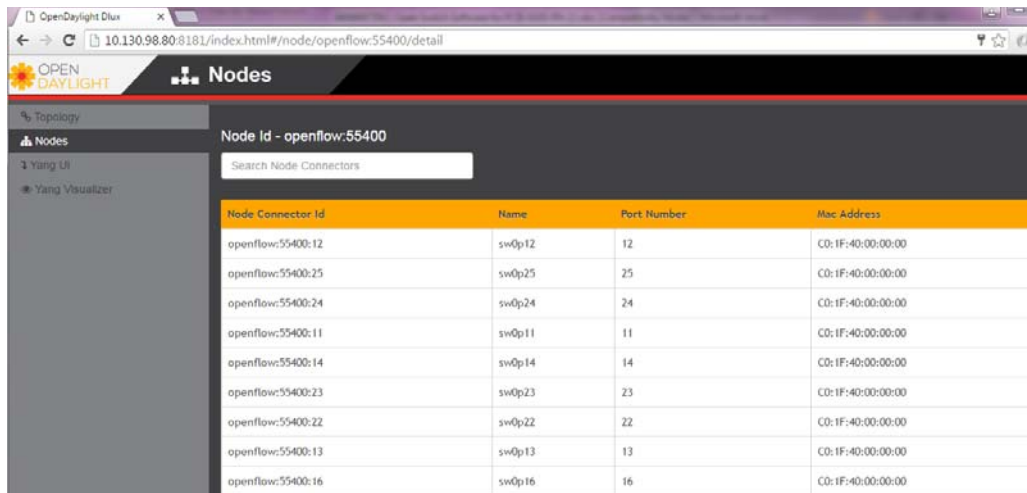 OpenDaylight Dlux
10.130.98.80:8181/index.html#/node/openflow:55400/detail
OPEN
DAYLIGHT
Nodes
Topology
Nodes
Yang UI
Yang Visualizer
Node Id - openflow:55400
Search Node Connectors
Node Connector Id Name Port Number Mac Address
openflow:55400:12 sw0p12 12 C0:1F:40:00:00:00
openflow:55400:25 sw0p25 25 C0:1F:40:00:00:00
openflow:55400:24 sw0p24 24 C0:1F:40:00:00:00
openflow:55400:11 sw0p11 11 C0:1F:40:00:00:00
openflow:55400:14 sw0p14 14 C0:1F:40:00:00:00
openflow:55400:23 sw0p23 23 C0:1F:40:00:00:00
openflow:55400:22 sw0p22 22 C0:1F:40:00:00:00
openflow:55400:13 sw0p13 13 C0:1F:40:00:00:00
openflow:55400:16 sw0p16 16 C0:1F:40:00:00:00